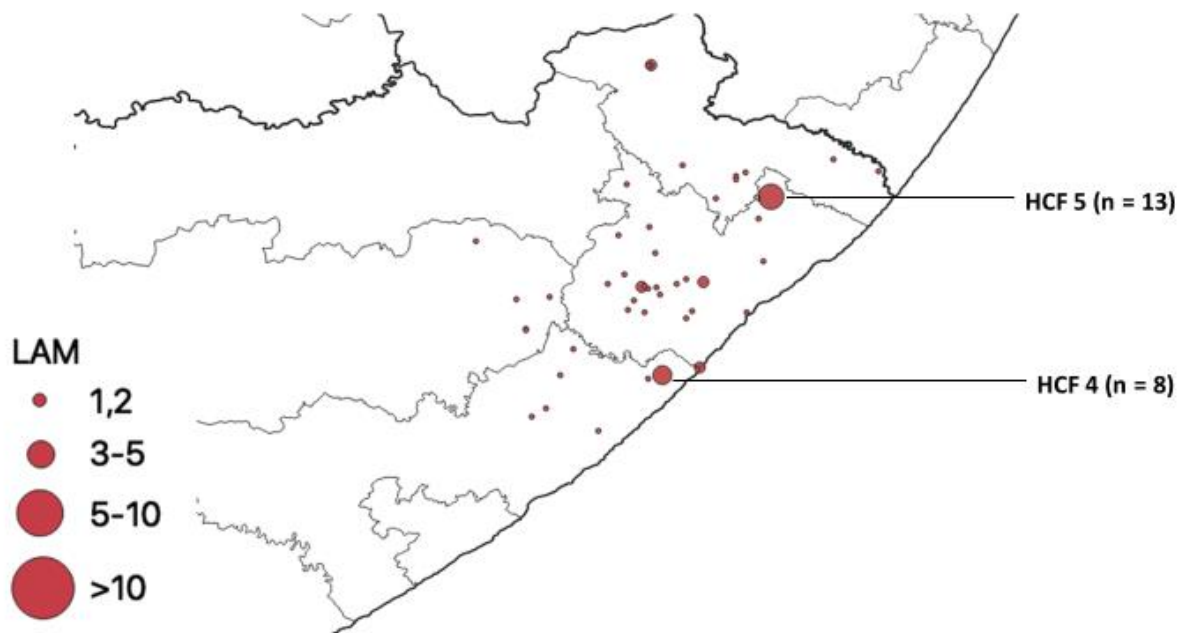 HCF 5 (n = 13)
LAM
1,2
HCF 4 (n = 8)
3-5
5-10
>10